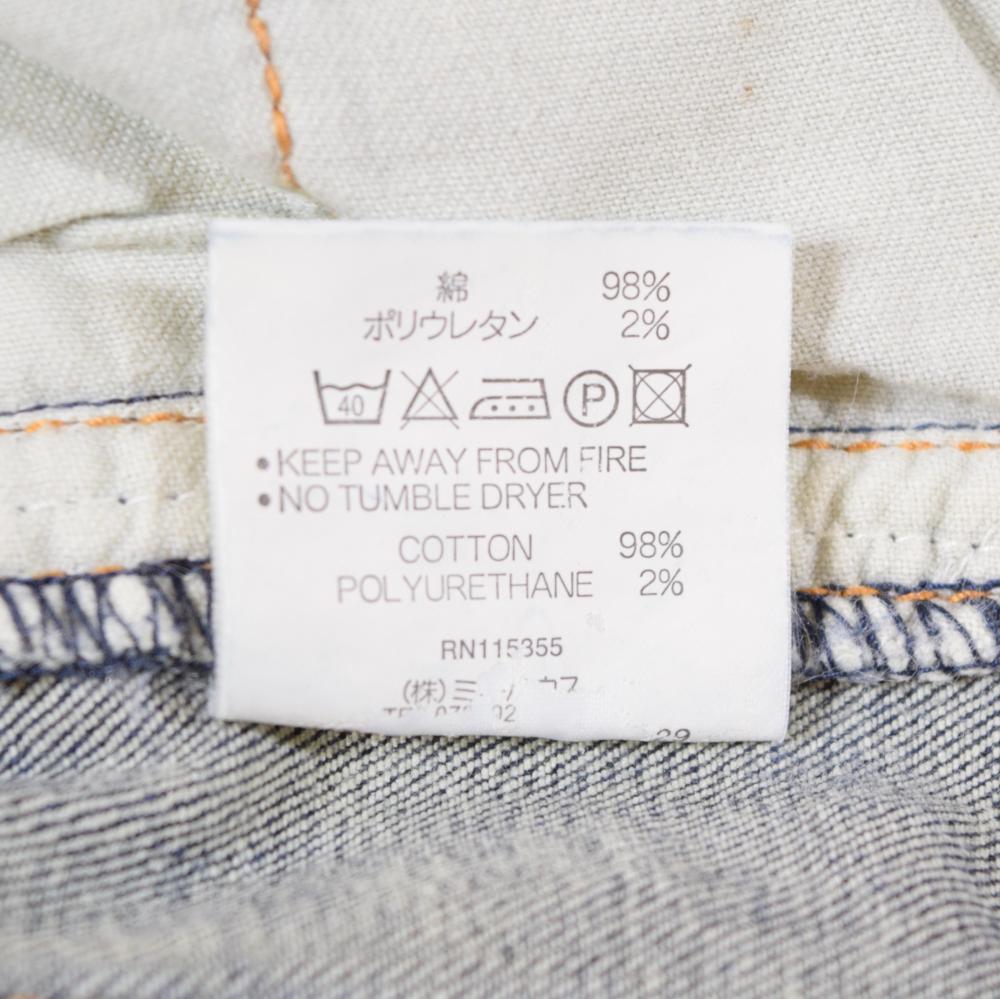 綿 98%
ポリウレタン 2%
40 P
• KEEP AWAY FROM FIRE
• NO TUMBLE DRYER
COTTON 98%
POLYURETHANE 2%
RN115355
(株)